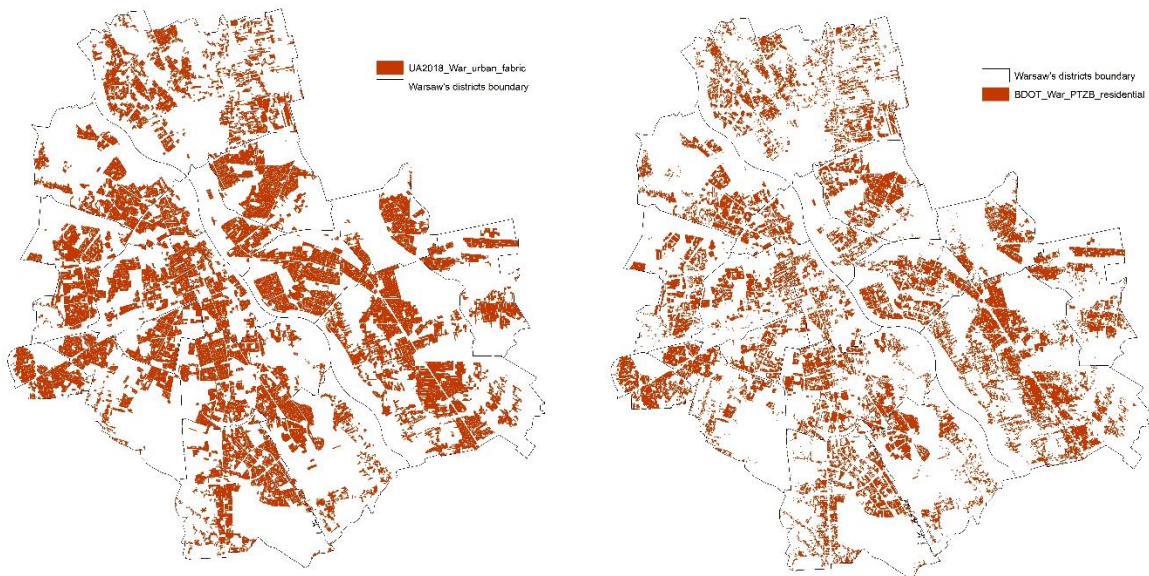 UA2018_War_urban_fabric
Warsaw's districts boundary
Warsaw's districts boundary
BDOT_War_PTZB_residential